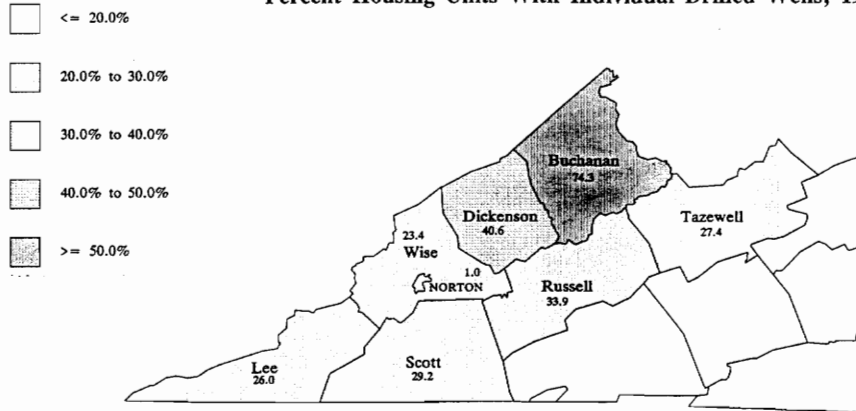 Percent Housing Units With Individual Drilled Wells,
<= 20.0%
20.0% to 30.0%
30.0% to 40.0%
40.0% to 50.0%
>= 50.0%
Buchanan
74.3
Dickenson
40.6
Tazewell
27.4
23.4
Wise
1.0
NORTON
Russell
33.9
Lee
26.0
Scott
29.2